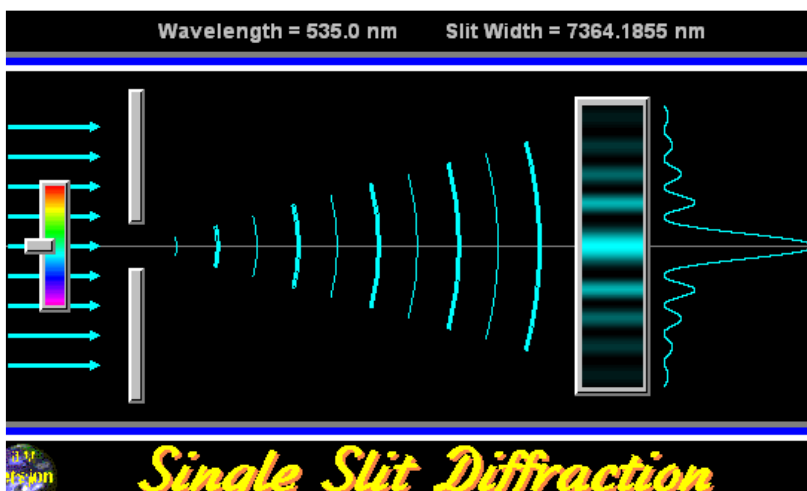 Wavelength = 535.0 nm Slit Width = 7364.1855 nm
Single Slit Diffraction